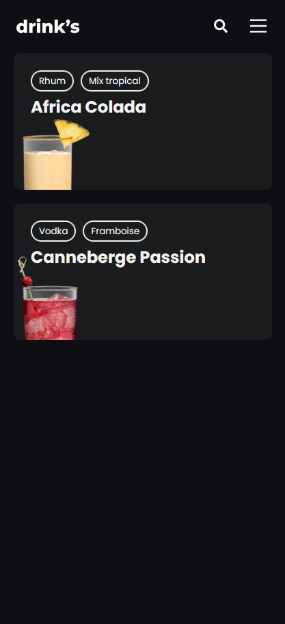 drink's
Rhum Mix tropical
Africa Colada
Vodka Framboise
Canneberge Passion